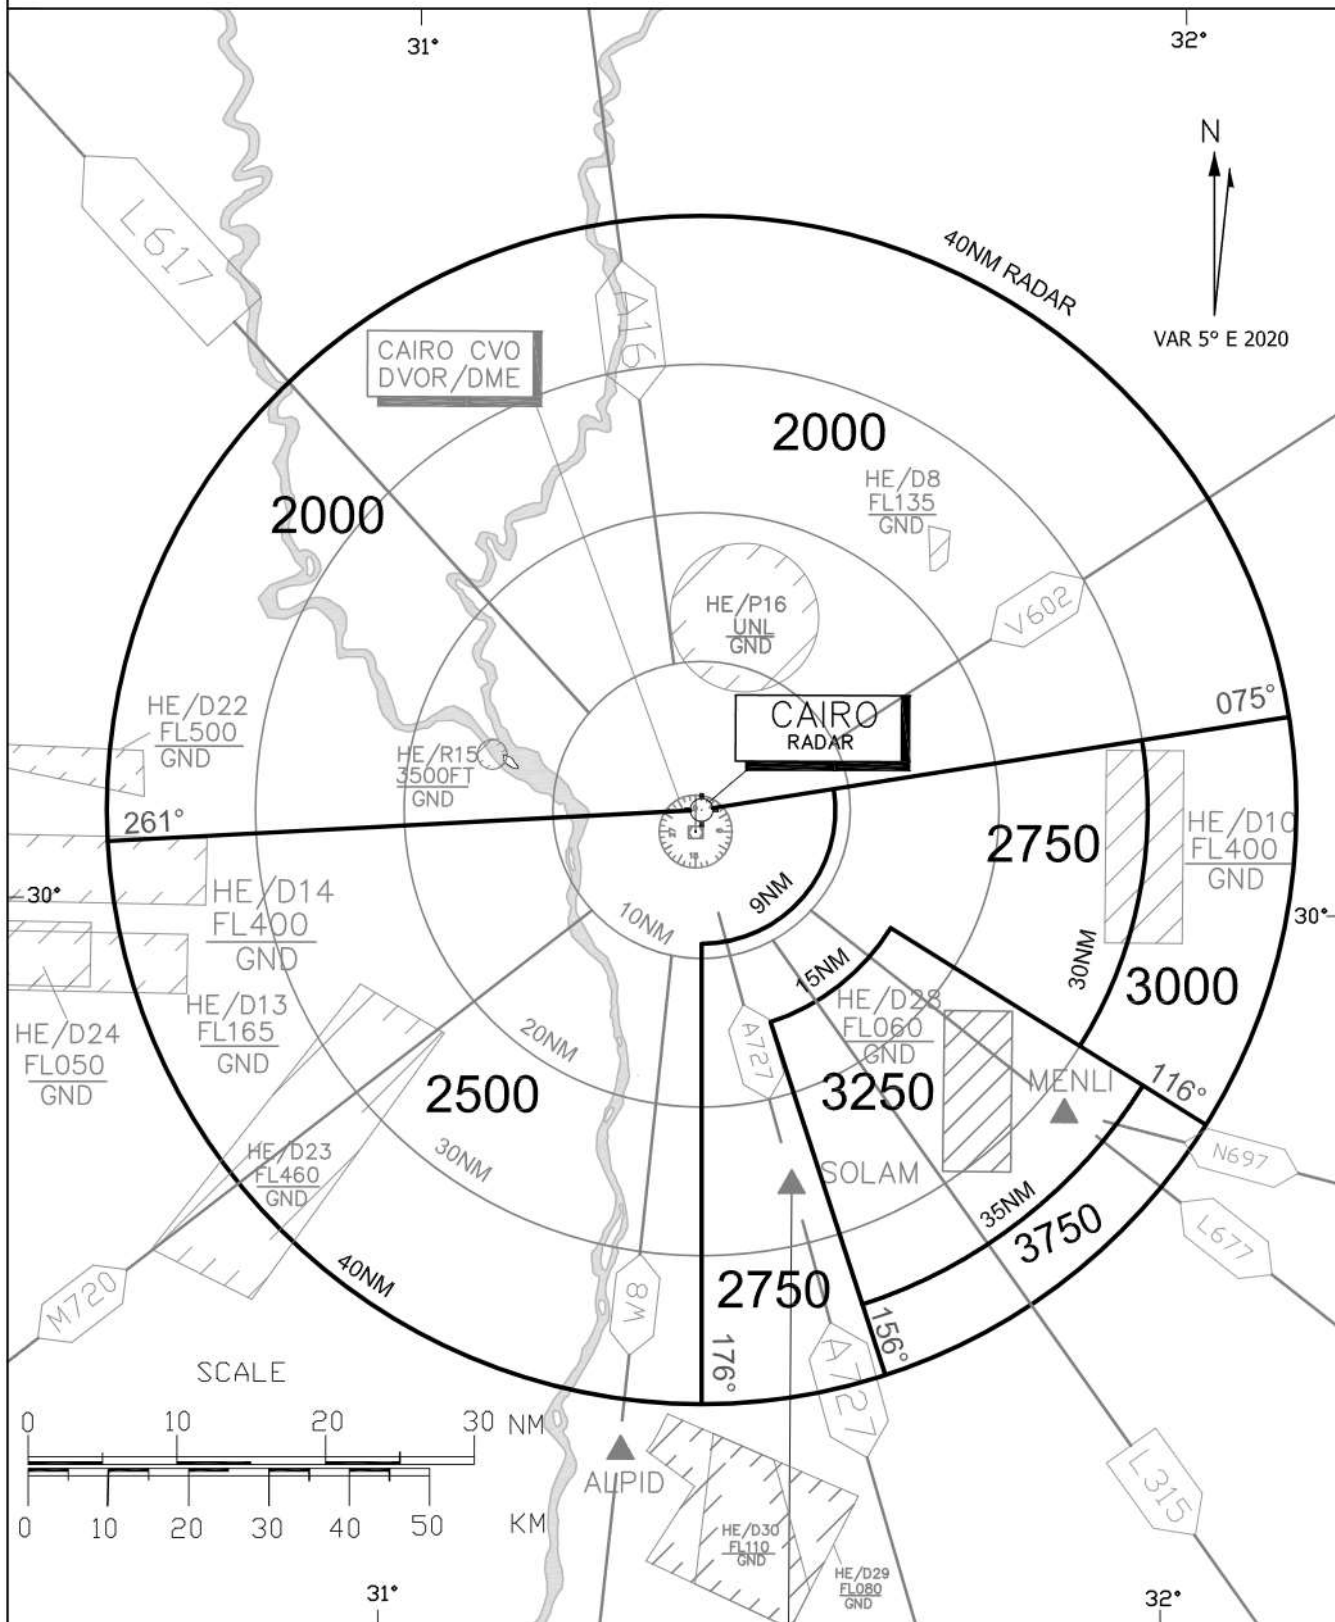 31°
32°
N
VAR 5° E 2020
L617
A16
40NM RADAR
CAIRO CVO
DVOR/DME
2000
2000
HE/D8
FL135
GND
HE/P16
UNL
GND
V602
075°
CAIRO
RADAR
HE/D22
FL500
GND
HE/R15
3500FT
GND
261°
2750
HE/D10
FL400
GND
30°
30°
HE/D14
FL400
GND
10NM
9NM
15NM
30NM
3000
HE/D13
FL165
GND
HE/D24
FL050
GND
HE/D28
FL060
GND
20NM
A727
2500
3250
MENLI
116°
30NM
HE/D23
FL460
GND
SOLAM
N697
35NM
3750
L677
40NM
M720
W8
2750
176°
156°
A727
SCALE
0 10 20 30 NM
0 10 20 30 40 50 KM
ALPID
L315
HE/D30
FL110
GND
HE/D29
FL080
GND
31°
32°